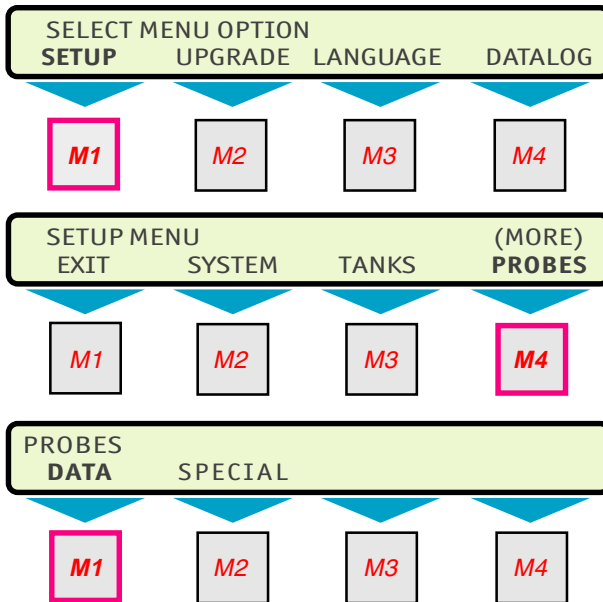 SELECT MENU OPTION
SETUP UPGRADE LANGUAGE DATALOG
M1 M2 M3 M4
SETUP MENU (MORE)
EXIT SYSTEM TANKS PROBES
M1 M2 M3 M4
PROBES
DATA SPECIAL
M1 M2 M3 M4